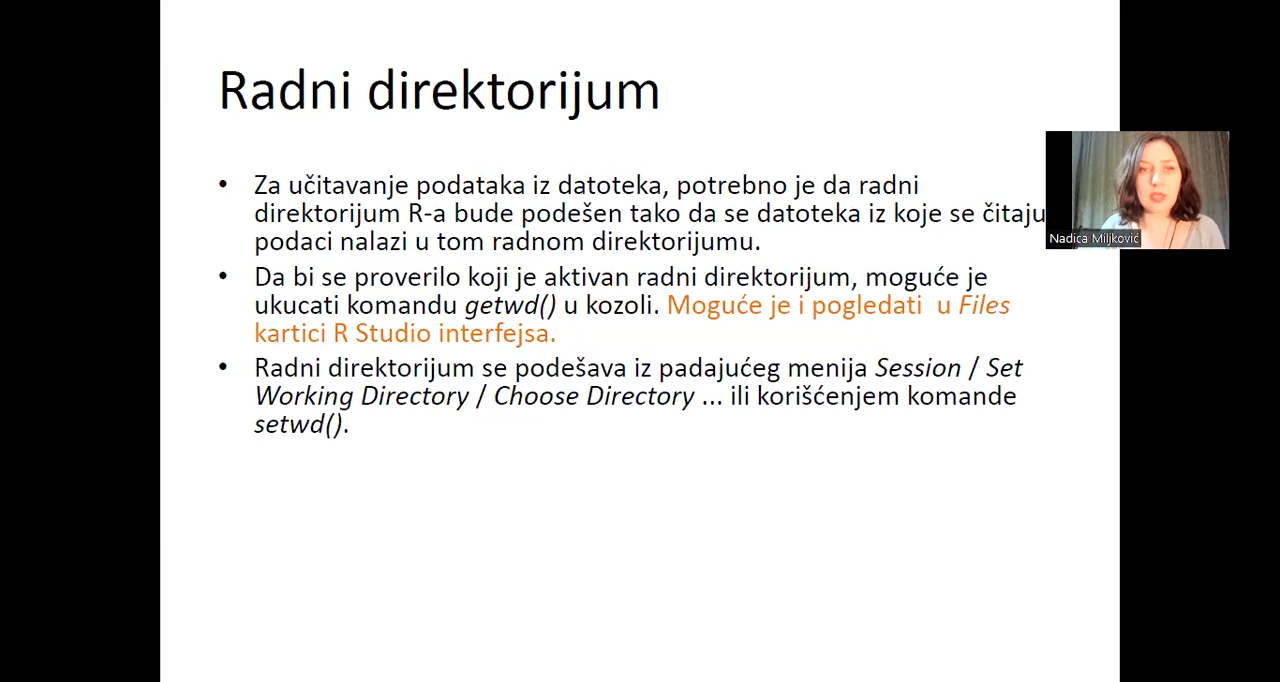 Radni direktorijum
• Za učitavanje podataka iz datoteka, potrebno je da radni
direktorijum R-a bude podešen tako da se datoteka iz koje se čitaju
podaci nalazi u tom radnom direktorijumu.
• Da bi se proverilo koji je aktivan radni direktorijum, moguće je
ukucati komandu getwd() u kozoli. Moguće je i pogledati u Files
kartici R Studio interfejsa.
• Radni direktorijum se podešava iz padajućeg menija Session / Set
Working Directory / Choose Directory ... ili korišćenjem komande
setwd().
Nadica Miljković